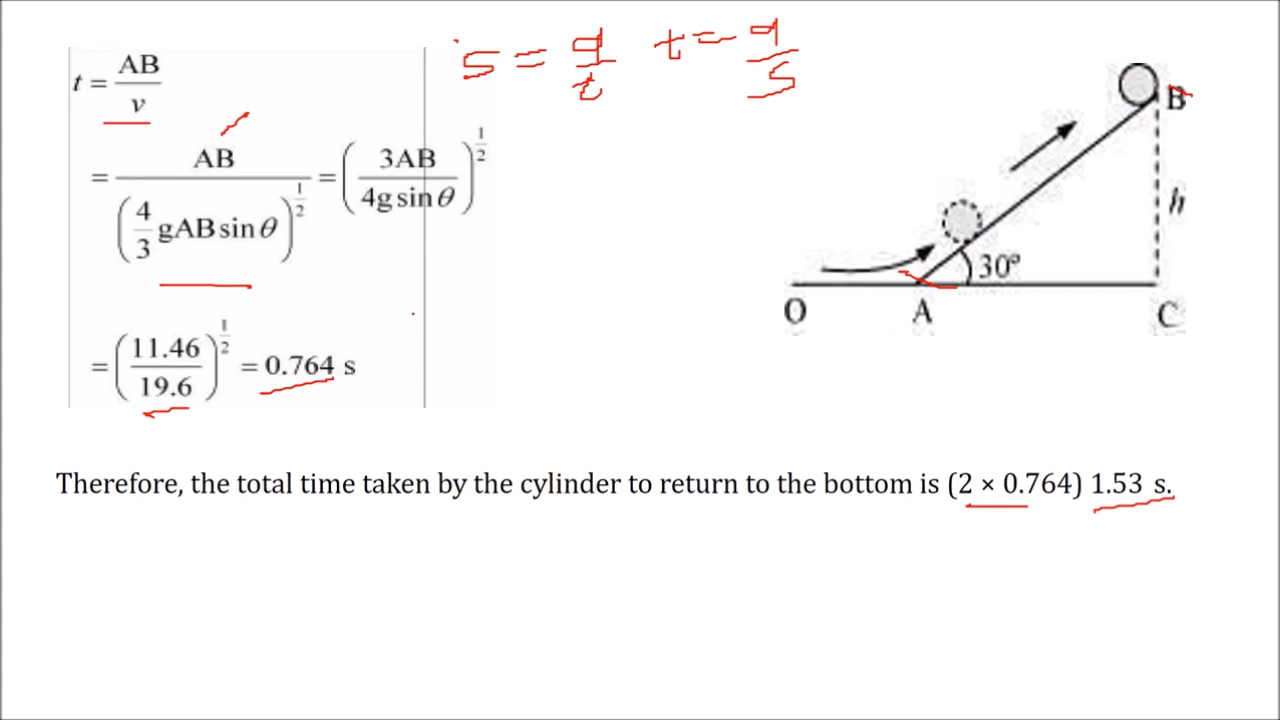 t = AB / v
s = d / t   t = d / s
= AB / (4/3 gAB sin θ)^1/2 = (3AB / 4g sin θ)^1/2
= (11.46 / 19.6)^1/2 = 0.764 s
B
h
30°
O A C
Therefore, the total time taken by the cylinder to return to the bottom is (2 × 0.764) 1.53 s.